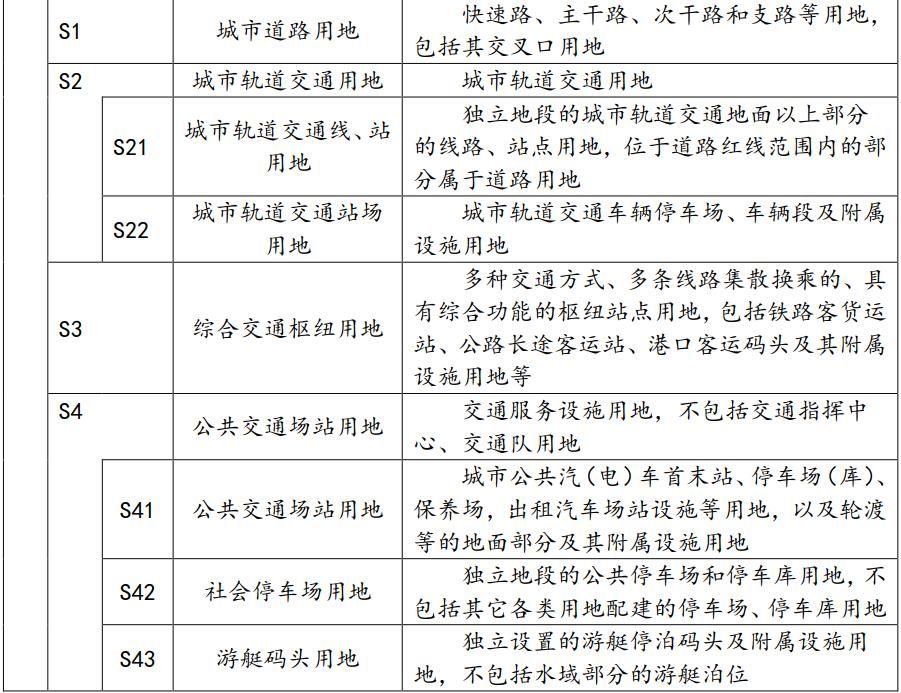 S1
城市道路用地
快速路、主干路、次干路和支路等用地，
包括其交叉口用地
S2
城市轨道交通用地
城市轨道交通用地
S21
城市轨道交通线、站
用地
独立地段的城市轨道交通地面以上部分
的线路、站点用地，位于道路红线范围内的部
分属于道路用地
S22
城市轨道交通站场
用地
城市轨道交通车辆停车场、车辆段及附属
设施用地
S3
综合交通枢纽用地
多种交通方式、多条线路集散换乘的、具
有综合功能的枢纽站点用地，包括铁路客货运
站、公路长途客运站、港口客运码头及其附属
设施用地等
S4
公共交通场站用地
交通服务设施用地，不包括交通指挥中
心、交通队用地
S41
公共交通场站用地
城市公共汽（电）车首末站、停车场（库）、
保养场，出租汽车场站设施等用地，以及轮渡
等的地面部分及其附属设施用地
S42
社会停车场用地
独立地段的公共停车场和停车库用地，不
包括其它各类用地配建的停车场、停车库用地
S43
游艇码头用地
独立设置的游艇停泊码头及附属设施用
地，不包括水域部分的游艇泊位